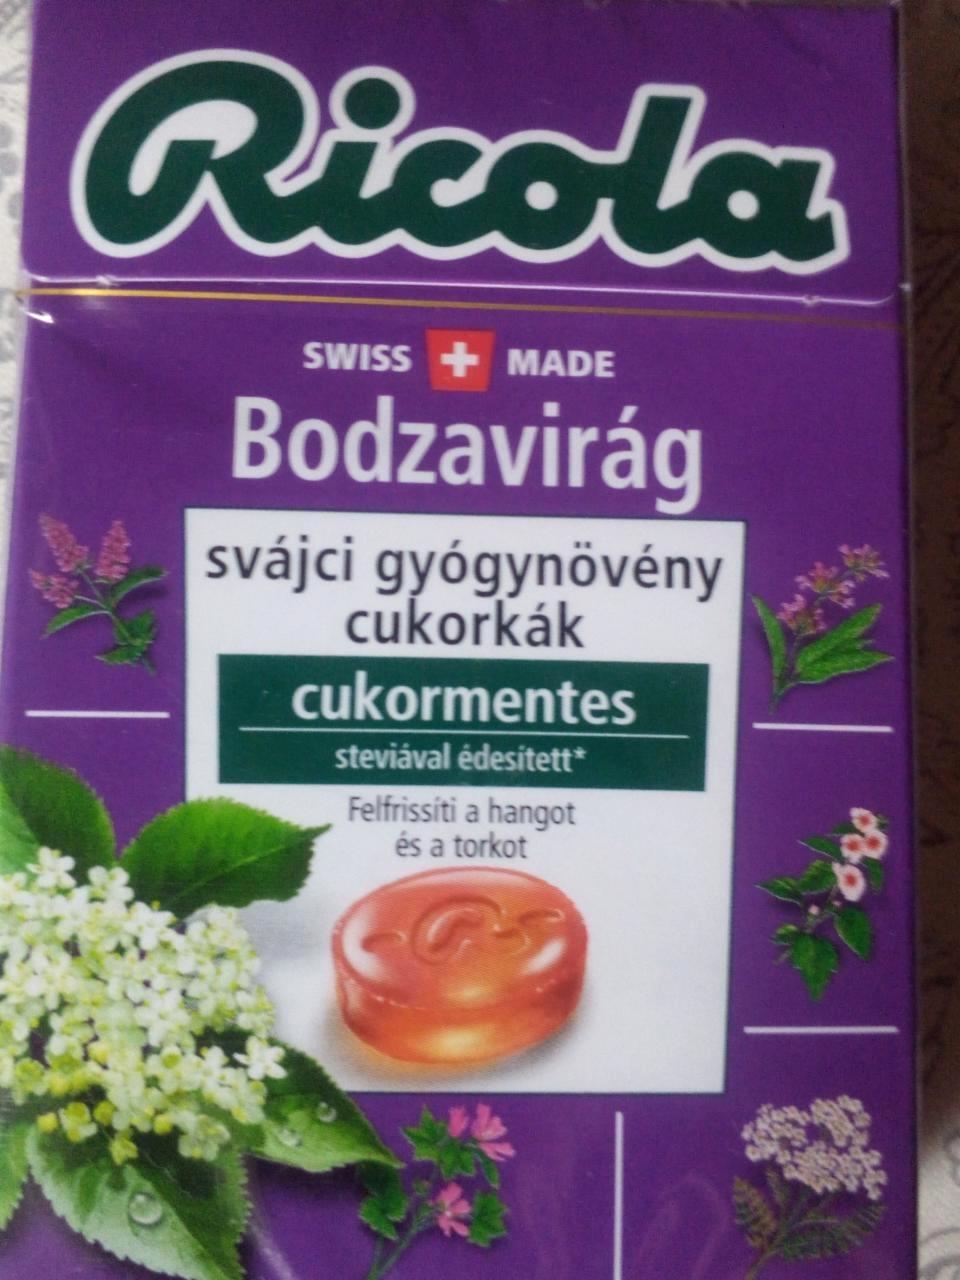 Ricola
SWISS MADE
Bodzavirág
svájci gyógynövény
cukorkák
cukormentes
steviával édesített*
Felfrissíti a hangot
és a torkot